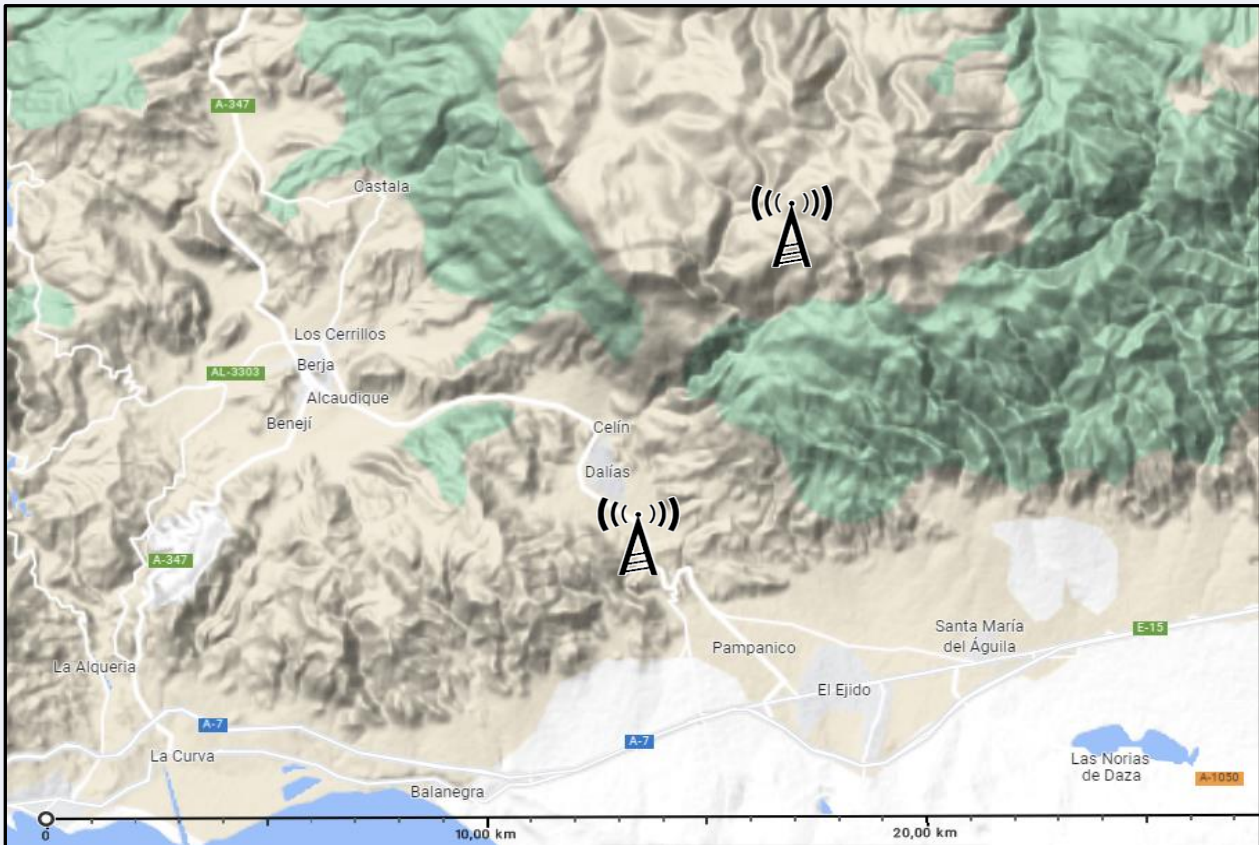 A-347
Castala
Los Cerrillos
Berja
AL-3303
Alcaudique
Benejí
Celín
Dalías
A-347
Santa María
del Águila
E-15
Pampanico
La Alqueria
El Ejido
A-7
A-7
La Curva
Las Norias
de Daza
A-1050
Balanegra
0
10,00 km
20,00 km